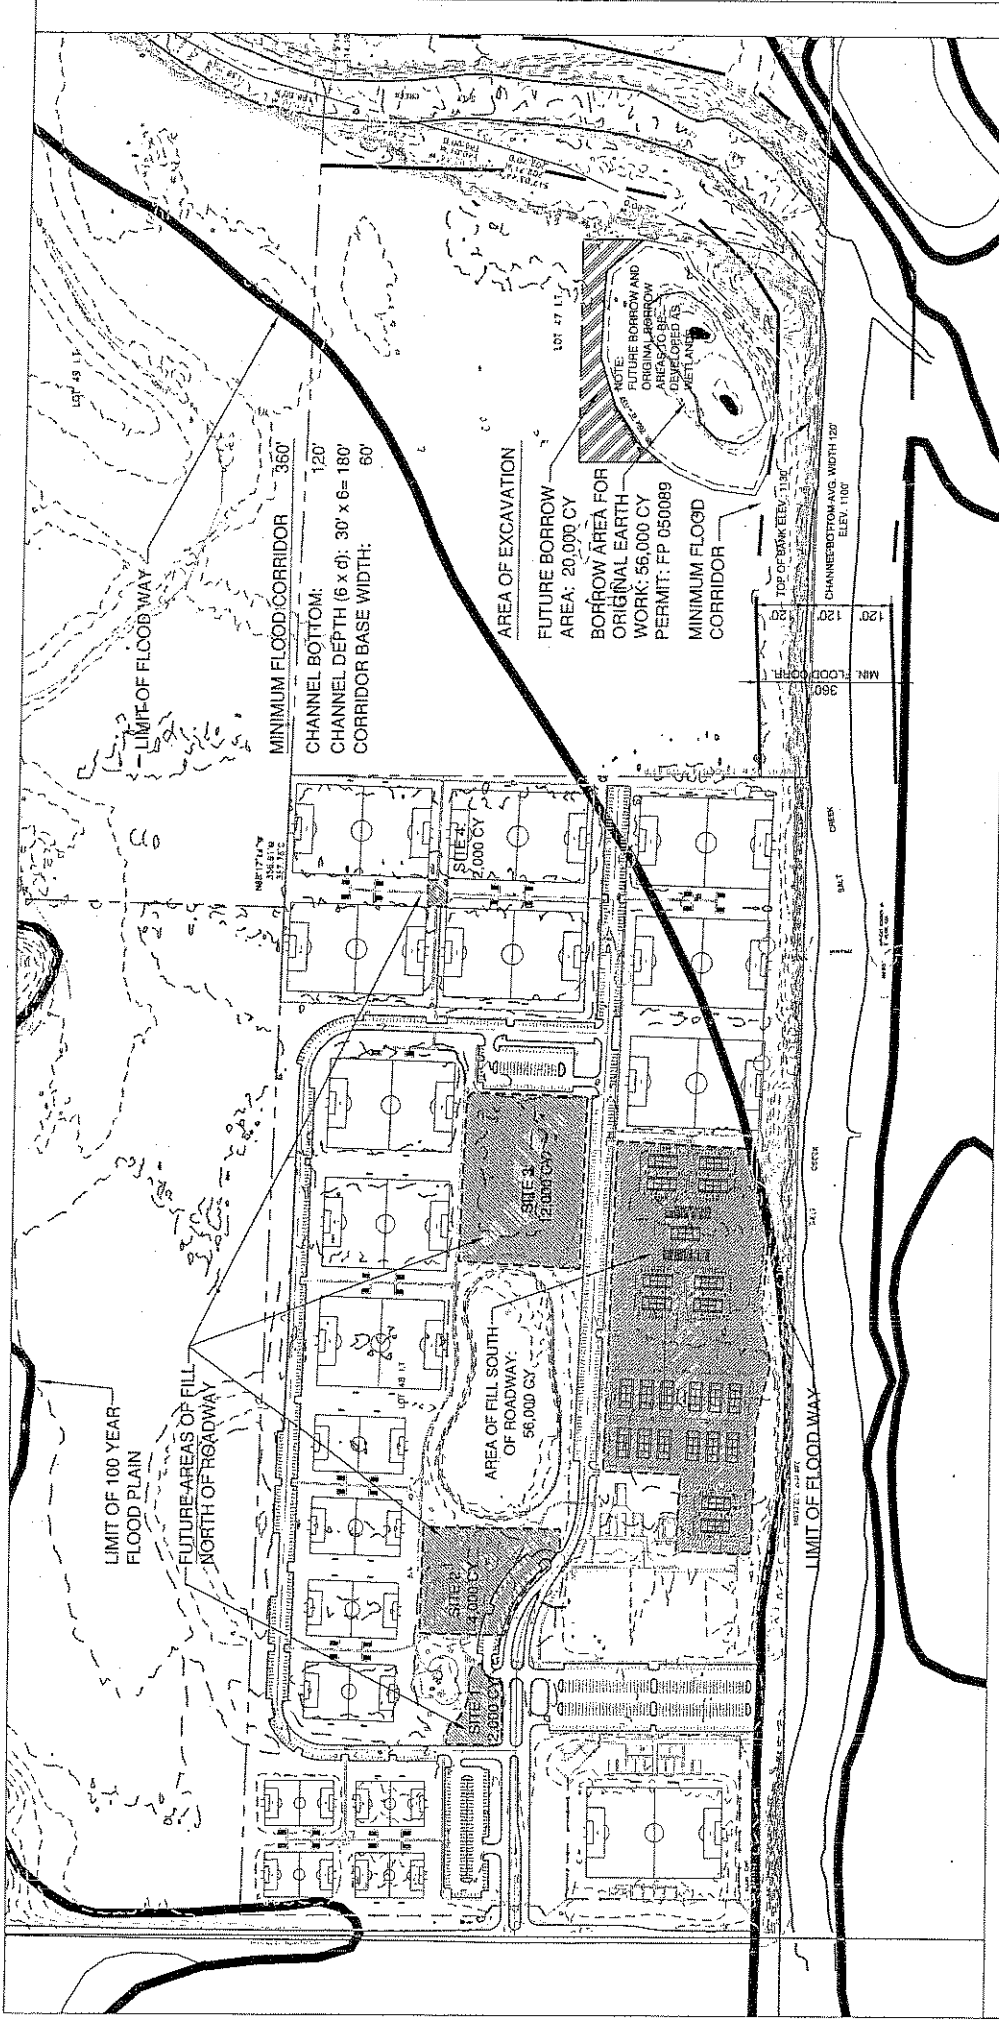 LIMIT OF FLOOD WAY
LOT 49 I.T.
MINIMUM FLOOD CORRIDOR 360'
CHANNEL BOTTOM: 120'
CHANNEL DEPTH (6 x d): 30' x 6= 180'
CORRIDOR BASE WIDTH: 60'
LIMIT OF 100 YEAR
FLOOD PLAIN
FUTURE AREAS OF FILL
NORTH OF ROADWAY
AREA OF EXCAVATION
FUTURE BORROW
AREA: 20,000 CY
BORROW AREA FOR
ORIGINAL EARTH
WORK: 56,000 CY
PERMIT: FP 050089
MINIMUM FLOOD
CORRIDOR
LOT 47 I.T.
NOTE:
FUTURE BORROW AND
ORIGINAL BORROW
AREAS TO BE
DEVELOPED AS
WETLANDS
SITE 4:
2,000 CY
SITE 3
12,000 CY
SITE 2
4,000 CY
SITE 1
2,000 CY
AREA OF FILL SOUTH
OF ROADWAY:
56,000 CY
LOT 48 I.T.
TOP OF BANK ELEV. 1130'
CHANNEL BOTTOM AVG. WIDTH 120'
ELEV. 1100'
120'
120'
120'
360'
MIN. FLOOD CORR.
SALT
CREEK
SALT
CREEK
LIMIT OF FLOOD WAY